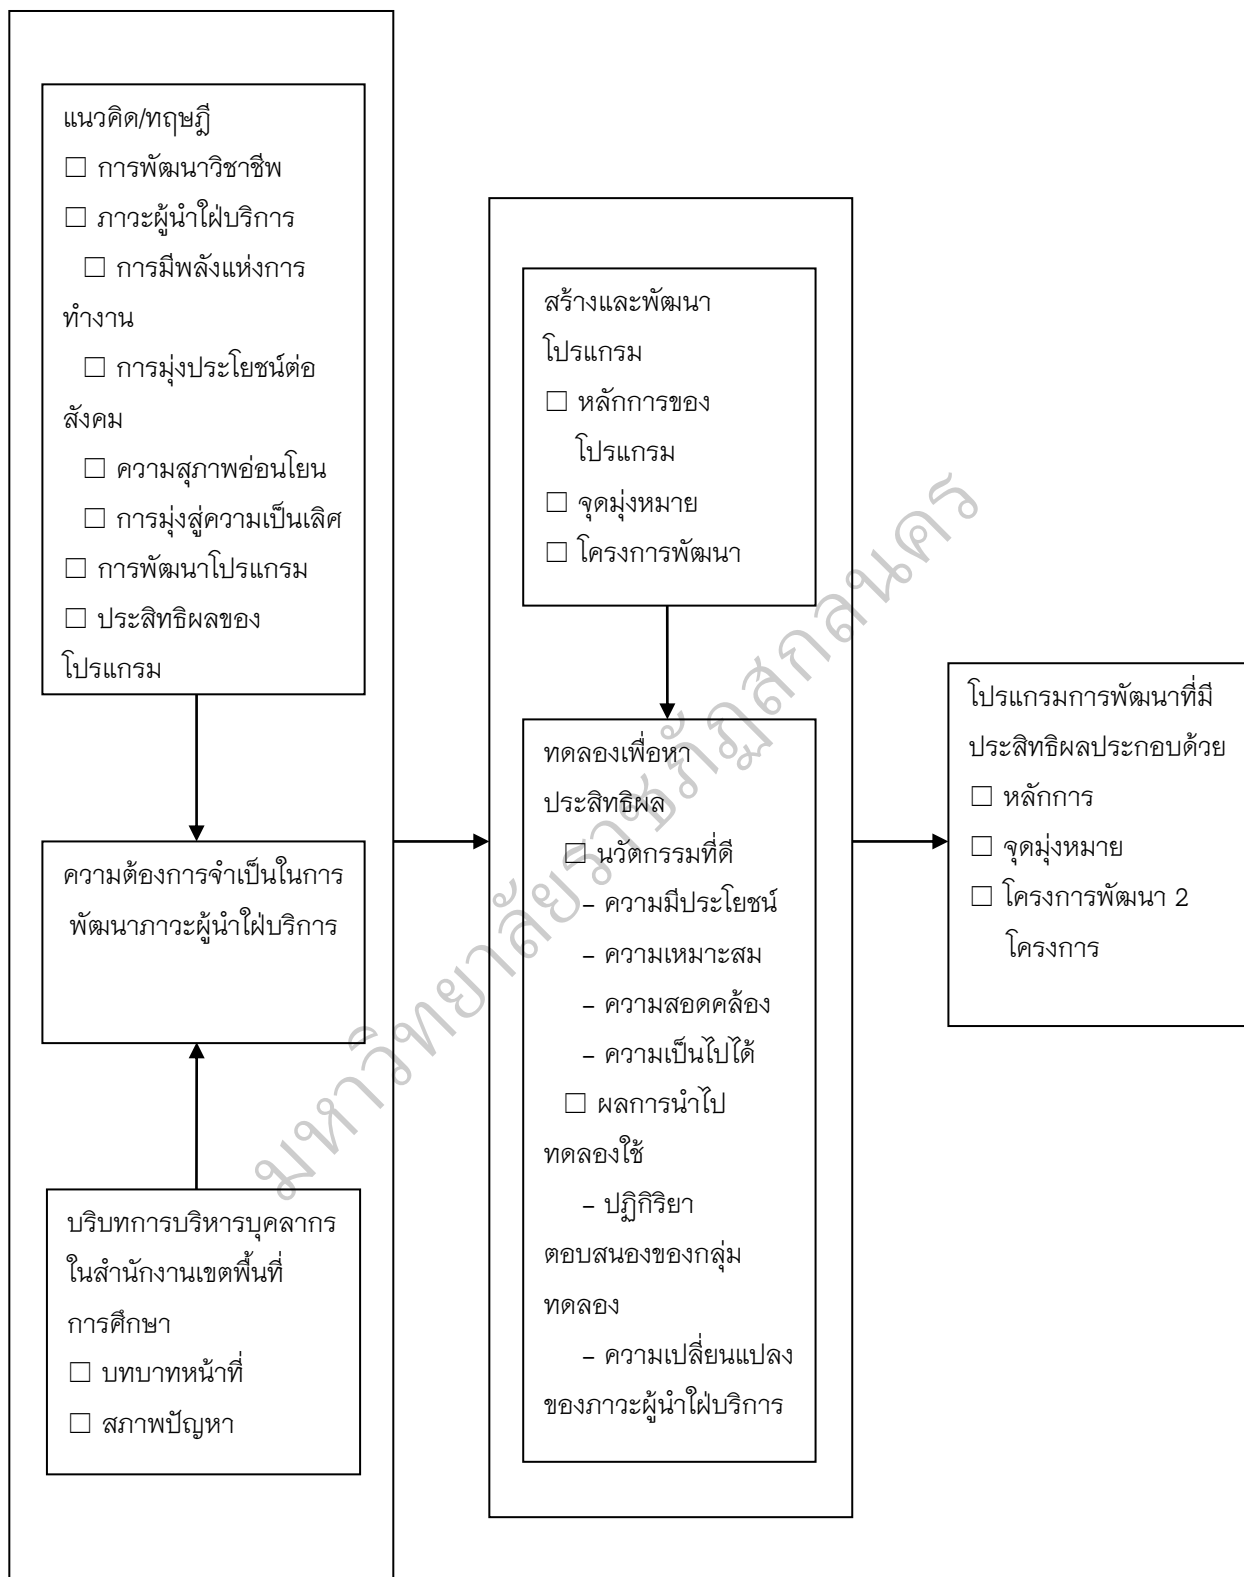 แนวคิด/ทฤษฎี
□ การพัฒนาวิชาชีพ
□ ภาวะผู้นำใฝ่บริการ
□ การมีพลังแห่งการ
ทำงาน
□ การมุ่งประโยชน์ต่อ
สังคม
□ ความสุภาพอ่อนโยน
□ การมุ่งสู่ความเป็นเลิศ
□ การพัฒนาโปรแกรม
□ ประสิทธิผลของ
โปรแกรม
ความต้องการจำเป็นในการ
พัฒนาภาวะผู้นำใฝ่บริการ
บริบทการบริหารบุคลากร
ในสำนักงานเขตพื้นที่
การศึกษา
□ บทบาทหน้าที่
□ สภาพปัญหา
สร้างและพัฒนา
โปรแกรม
□ หลักการของ
โปรแกรม
□ จุดมุ่งหมาย
□ โครงการพัฒนา
ทดลองเพื่อหา
ประสิทธิผล
□ นวัตกรรมที่ดี
– ความมีประโยชน์
– ความเหมาะสม
– ความสอดคล้อง
– ความเป็นไปได้
□ ผลการนำไป
ทดลองใช้
– ปฏิกิริยา
ตอบสนองของกลุ่ม
ทดลอง
– ความเปลี่ยนแปลง
ของภาวะผู้นำใฝ่บริการ
โปรแกรมการพัฒนาที่มี
ประสิทธิผลประกอบด้วย
□ หลักการ
□ จุดมุ่งหมาย
□ โครงการพัฒนา 2
โครงการ
มหาวิทยาลัยราชภัฏสกลนคร